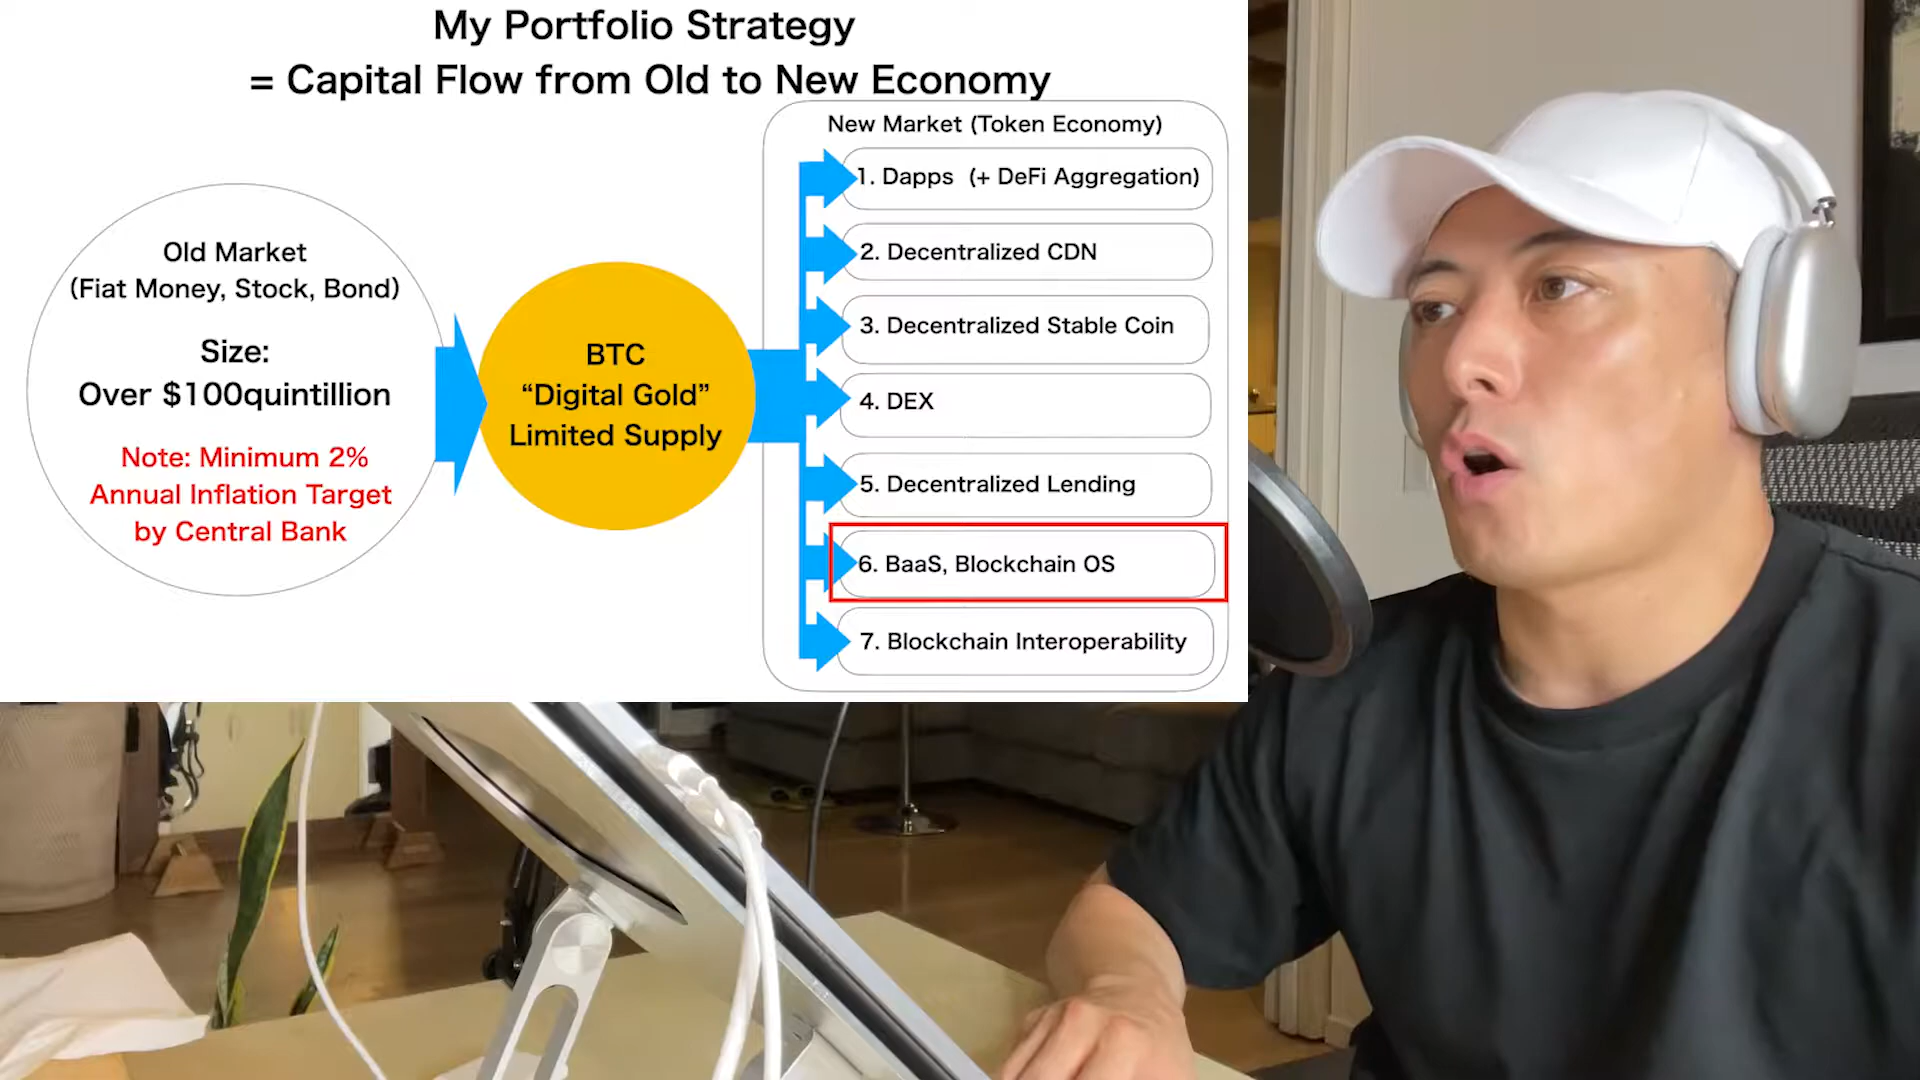 My Portfolio Strategy
= Capital Flow from Old to New Economy
Old Market
(Fiat Money, Stock, Bond)
Size:
Over $100quintillion
Note: Minimum 2%
Annual Inflation Target
by Central Bank
BTC
“Digital Gold”
Limited Supply
New Market (Token Economy)
1. Dapps (+ DeFi Aggregation)
2. Decentralized CDN
3. Decentralized Stable Coin
4. DEX
5. Decentralized Lending
6. BaaS, Blockchain OS
7. Blockchain Interoperability